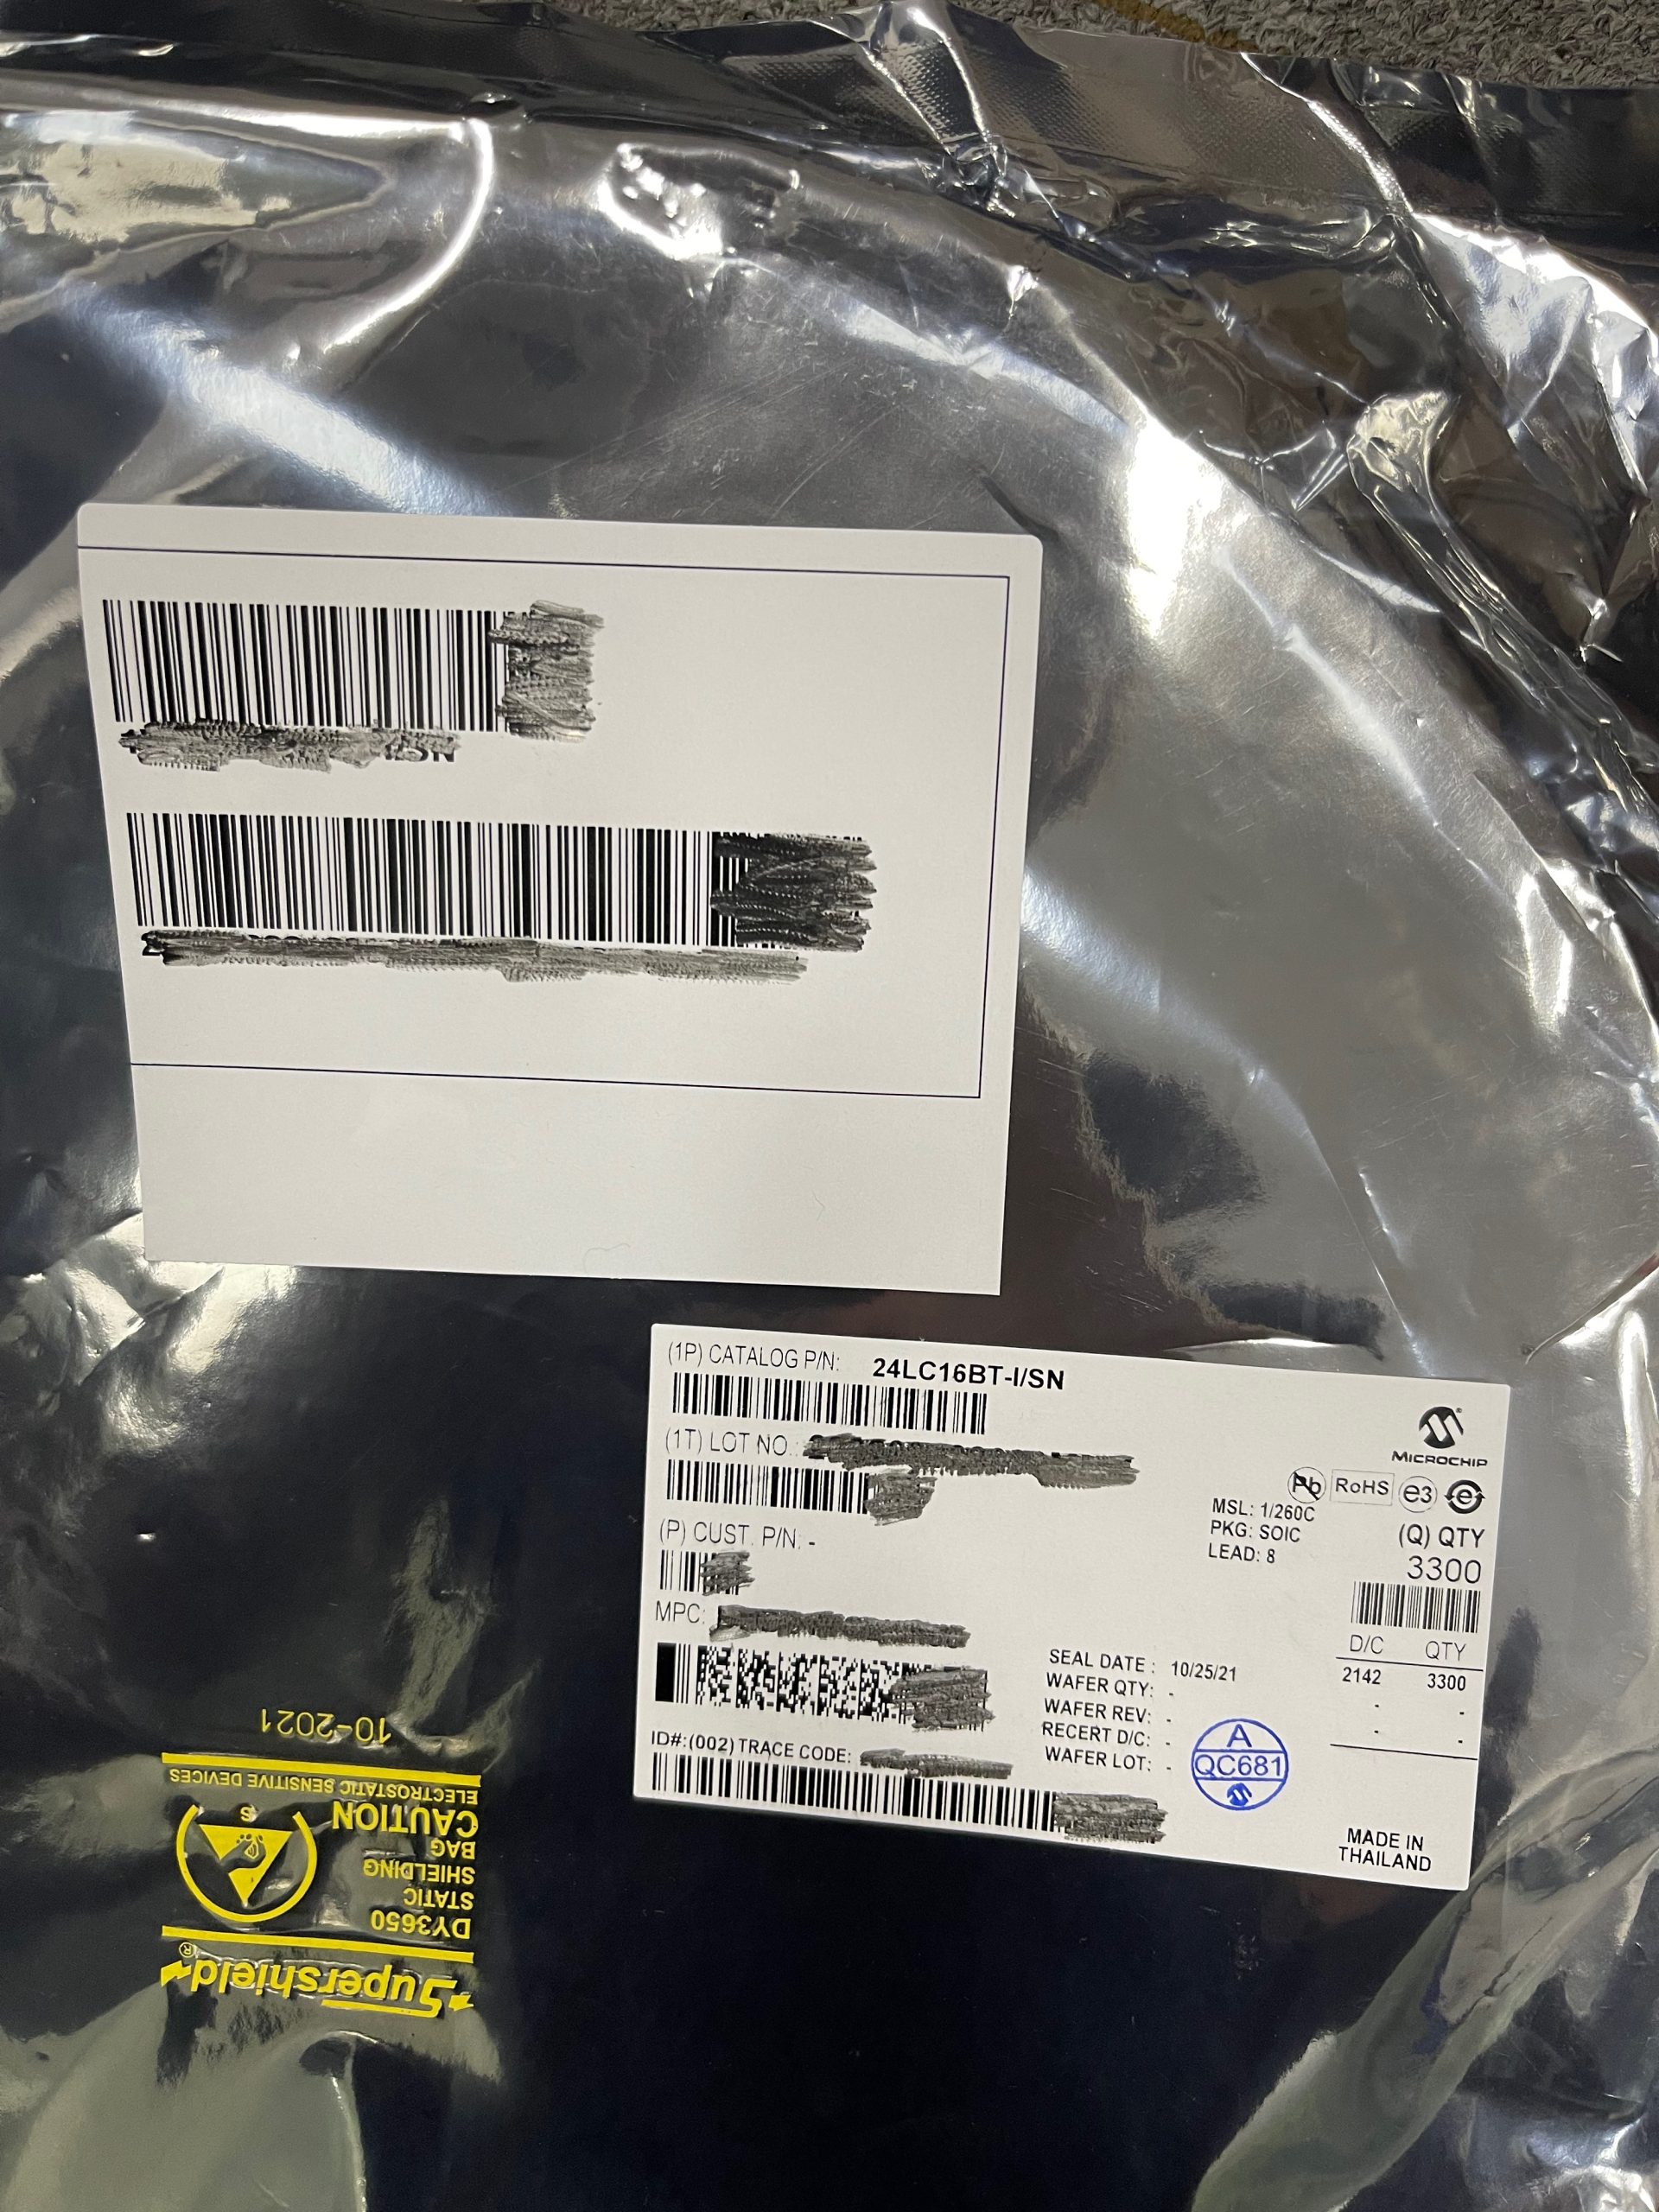 (1P) CATALOG P/N: 24LC16BT-I/SN
(1T) LOT NO.:
(P) CUST. P/N: -
MPC:
ID#:(002) TRACE CODE:
MICROCHIP
Pb RoHS e3 e
MSL: 1/260C
PKG: SOIC
LEAD: 8
(Q) QTY
3300
D/C QTY
2142 3300
- -
- -
SEAL DATE : 10/25/21
WAFER QTY: -
WAFER REV: -
RECERT D/C: -
WAFER LOT: -
A
QC681
MADE IN
THAILAND
Supershield®
DY3650
STATIC
SHIELDING
BAG
CAUTION
ELECTROSTATIC SENSITIVE DEVICES
10-2021